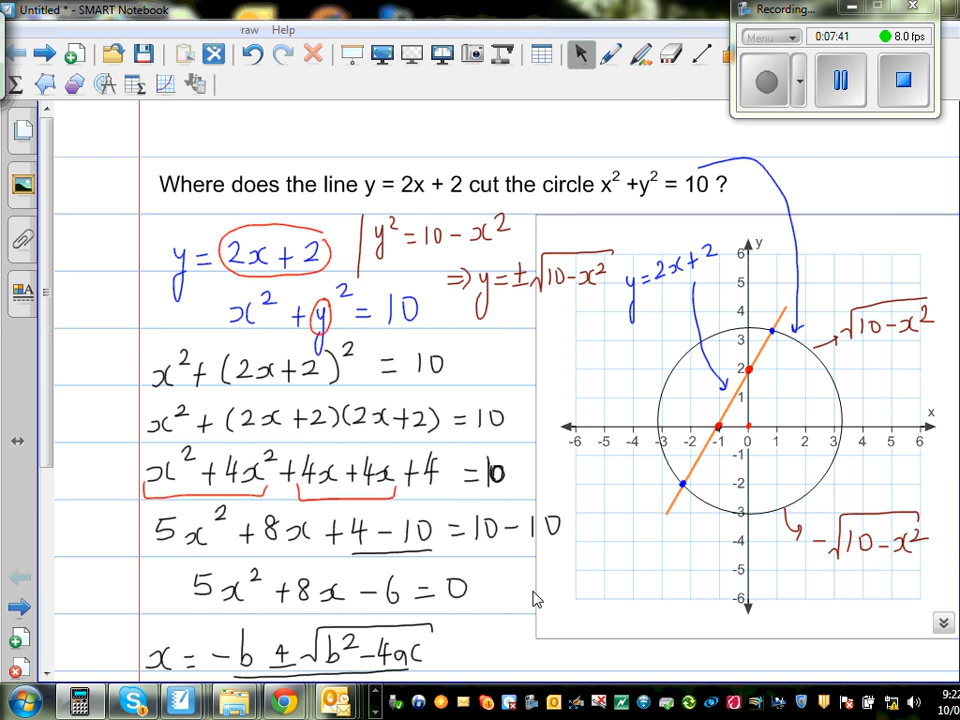 Untitled * - SMART Notebook
Recording...
raw Help
Menu
00:07:41
8.0 fps
Where does the line y = 2x + 2 cut the circle x² +y² = 10 ?
y = 2x + 2
y² = 10 - x²
⇒ y = ±√10-x²
x² + y² = 10
x² + (2x+2)² = 10
x² + (2x+2)(2x+2) = 10
x² + 4x² + 4x + 4x + 4 = 10
5x² + 8x + 4 - 10 = 10 - 10
5x² + 8x - 6 = 0
x = -b ± √b² - 4ac
y=2x+2
√10-x²
-√10-x²
y
6
5
4
3
2
1
x
-6 -5 -4 -3 -2 -1 0 1 2 3 4 5 6
-1
-2
-3
-4
-5
-6
9:22
10/0